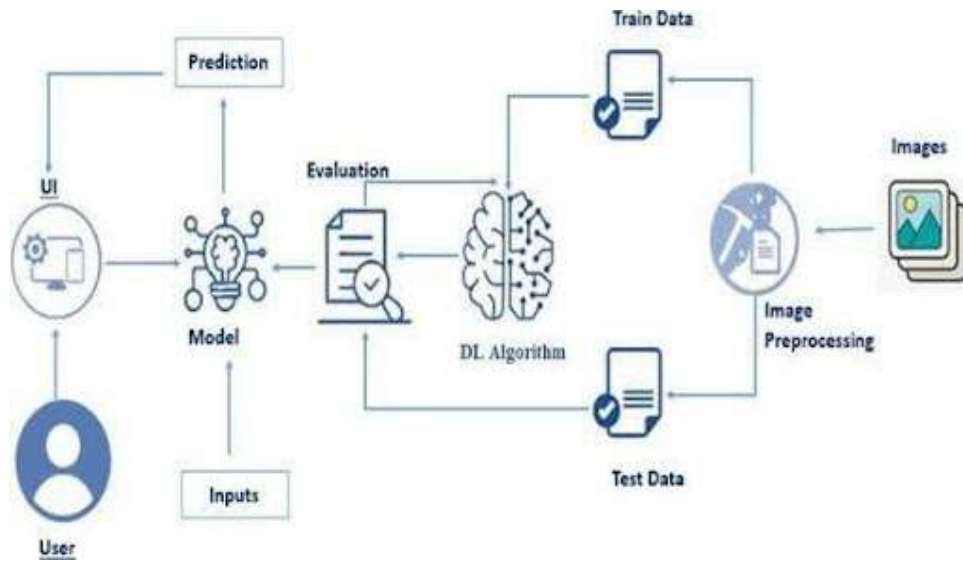 Train Data
Prediction
Images
Evaluation
UI
Image
Preprocessing
Model
DL Algorithm
Test Data
Inputs
User